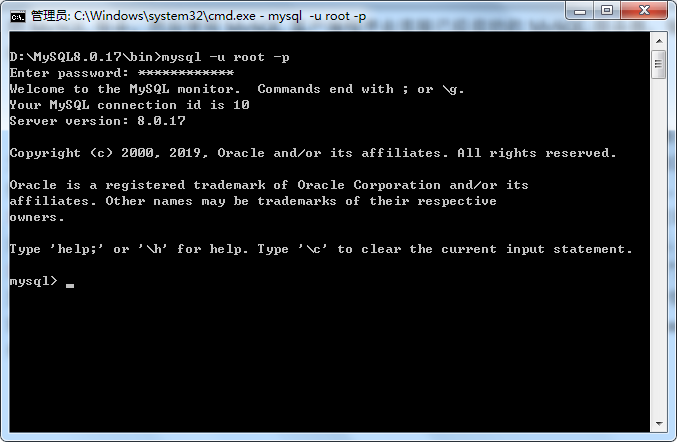 管理员: C:\Windows\system32\cmd.exe - mysql  -u root -p
D:\MySQL8.0.17\bin>mysql -u root -p
Enter password: ************
Welcome to the MySQL monitor.  Commands end with ; or \g.
Your MySQL connection id is 10
Server version: 8.0.17
Copyright (c) 2000, 2019, Oracle and/or its affiliates. All rights reserved.
Oracle is a registered trademark of Oracle Corporation and/or its
affiliates. Other names may be trademarks of their respective
owners.
Type 'help;' or '\h' for help. Type '\c' to clear the current input statement.
mysql>